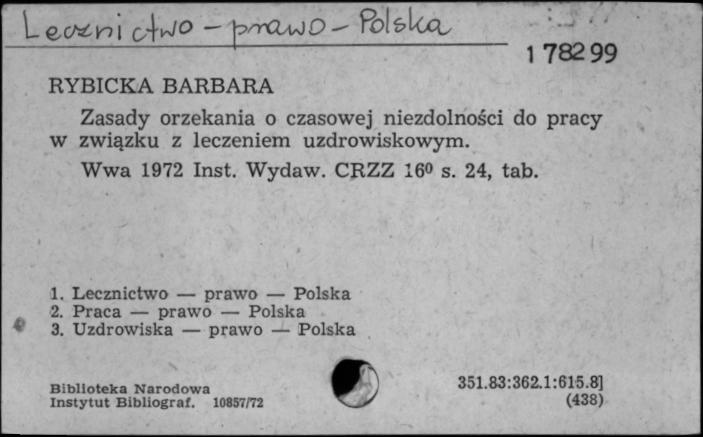 Lecznictwo - prawo - Polska
1 782 99
RYBICKA BARBARA
Zasady orzekania o czasowej niezdolności do pracy
w związku z leczeniem uzdrowiskowym.
Wwa 1972 Inst. Wydaw. CRZZ 16⁰ s. 24, tab.
1. Lecznictwo — prawo — Polska
2. Praca — prawo — Polska
3. Uzdrowiska — prawo — Polska
Biblioteka Narodowa
Instytut Bibliograf. 10857/72
351.83:362.1:615.8]
(438)